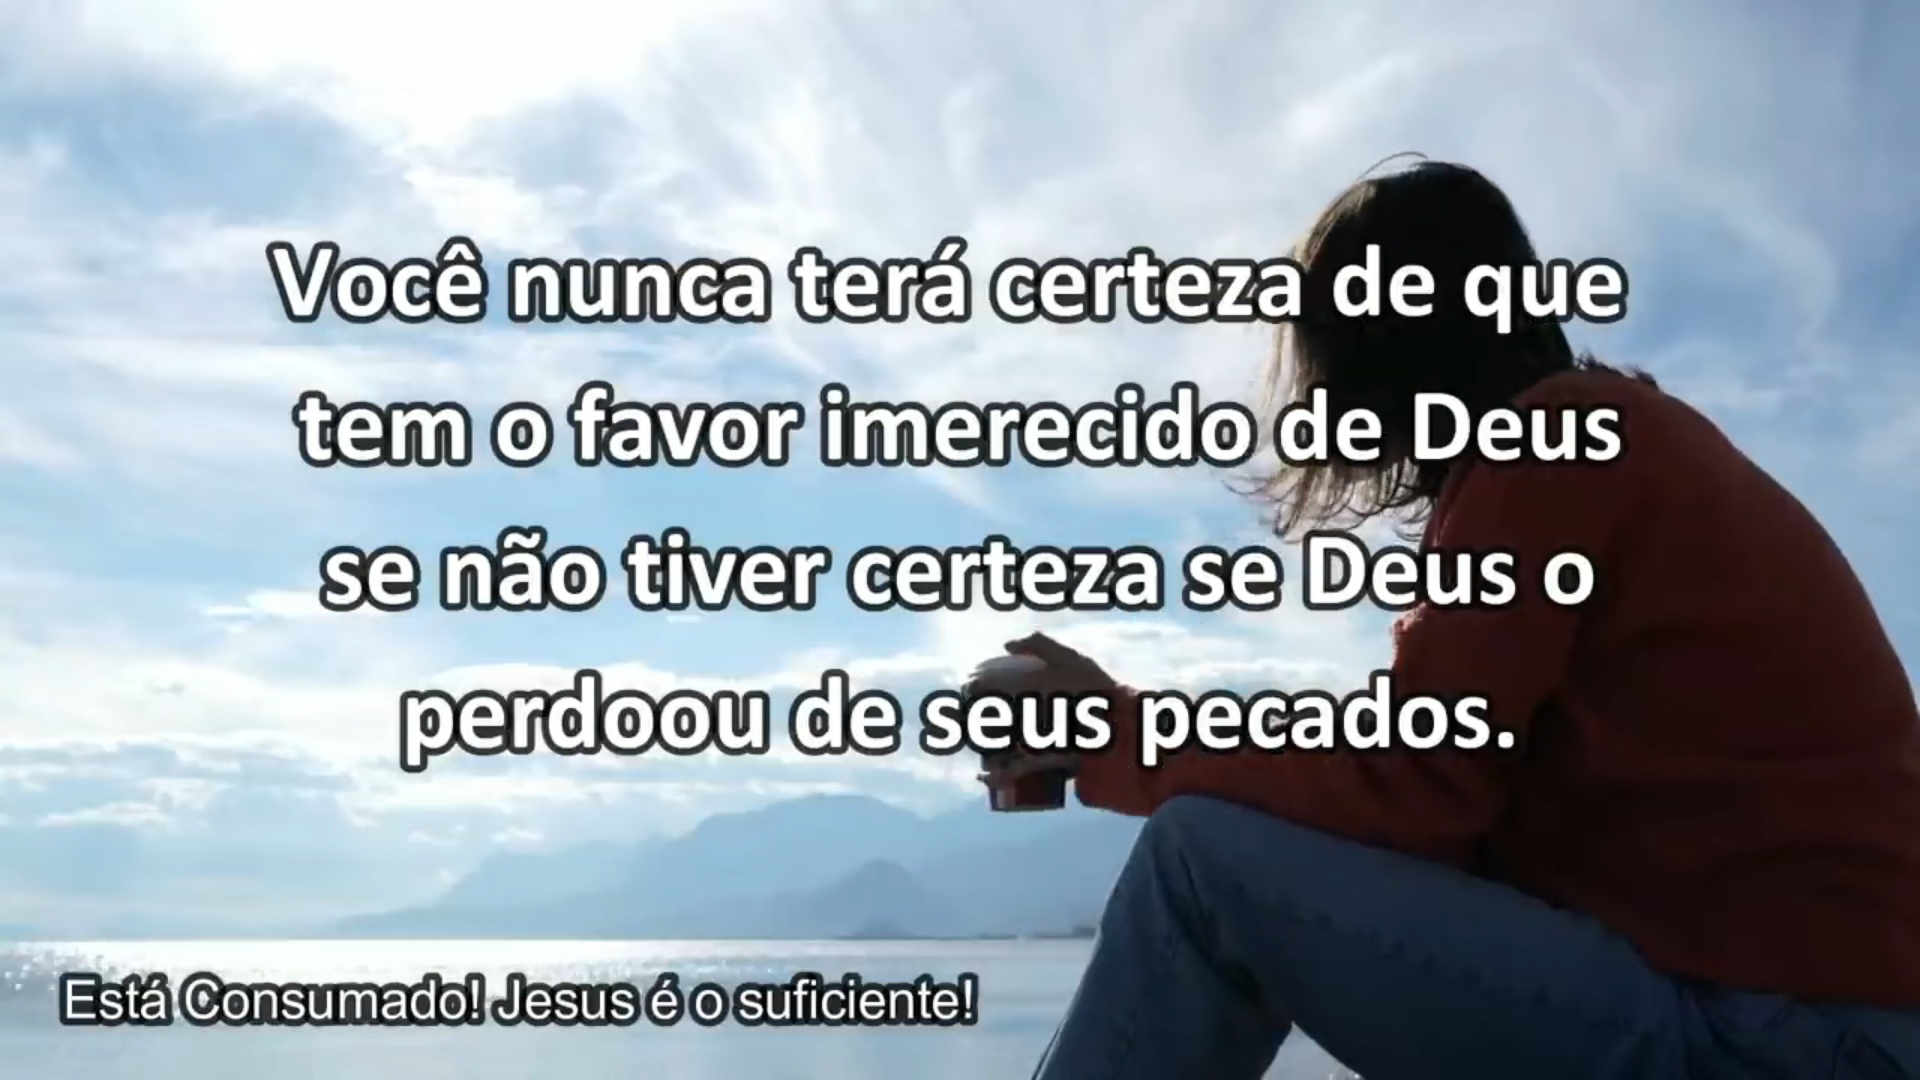 Você nunca terá certeza de que
tem o favor imerecido de Deus
se não tiver certeza se Deus o
perdoou de seus pecados.
Está Consumado! Jesus é o suficiente!